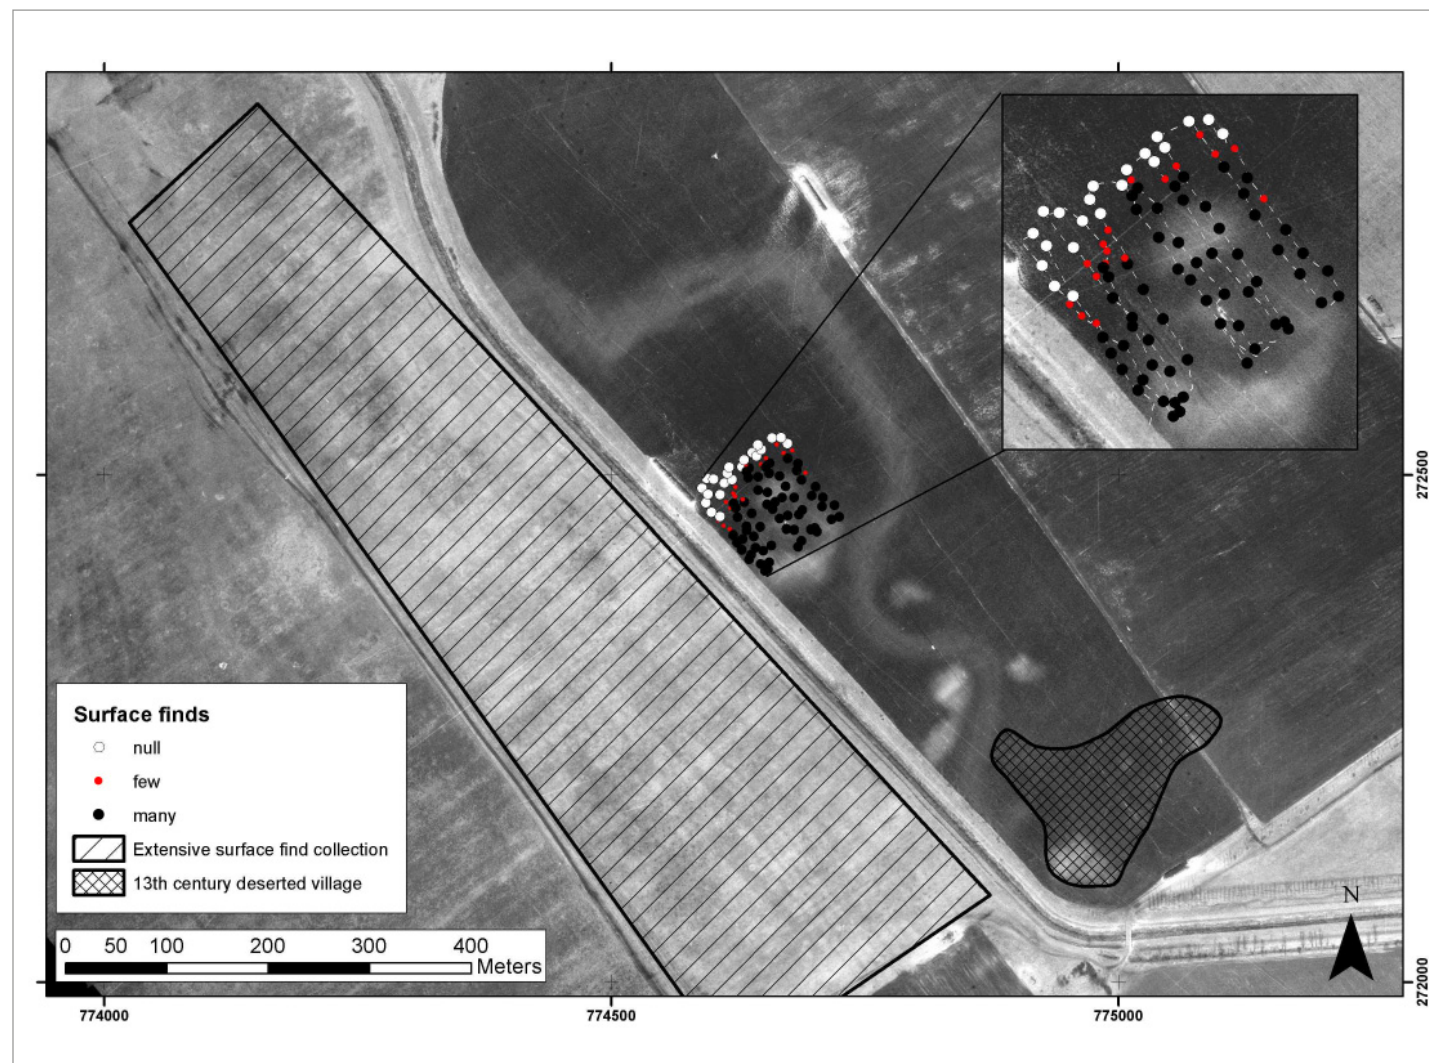 N
272500
Surface finds
null
few
many
Extensive surface find collection
13th century deserted village
0 50 100 200 300 400
Meters
272000
774000 774500 775000